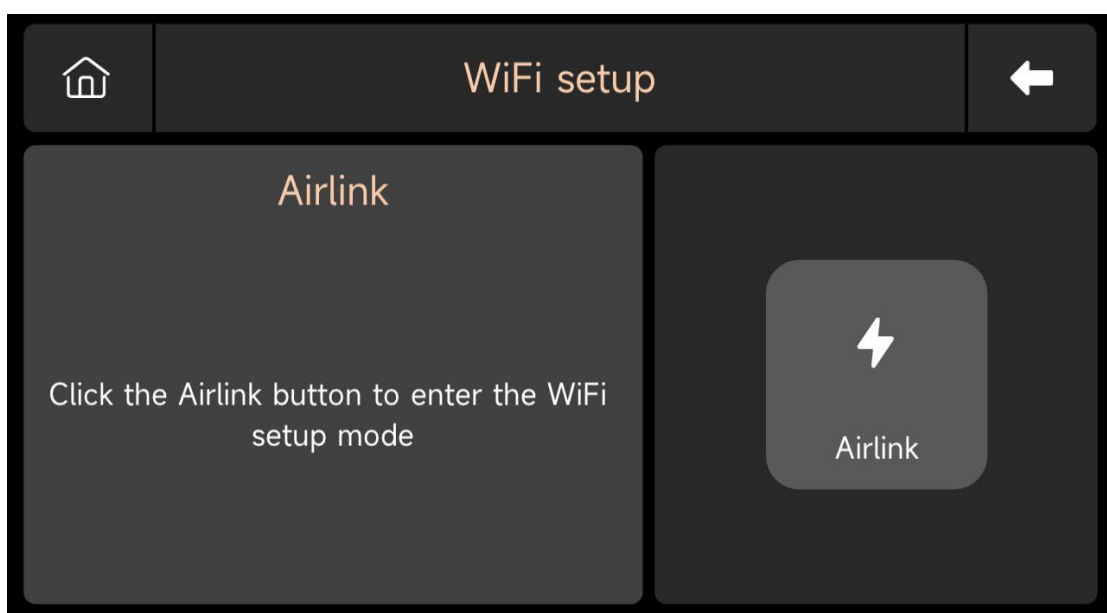 WiFi setup
Airlink
Click the Airlink button to enter the WiFi
setup mode
Airlink